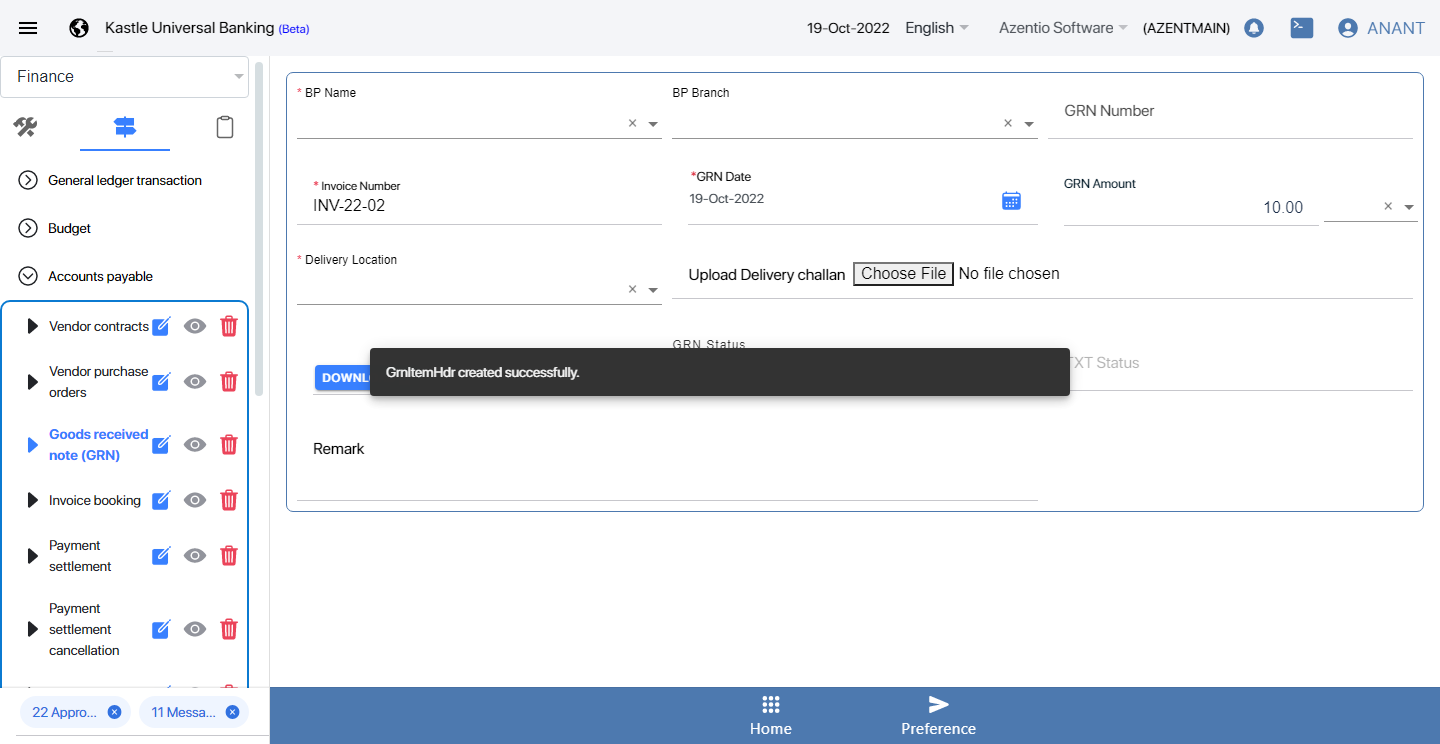 Kastle Universal Banking (Beta)
19-Oct-2022 English Azentio Software (AZENTMAIN) ANANT
Finance
General ledger transaction
Budget
Accounts payable
Vendor contracts
Vendor purchase
orders
Goods received
note (GRN)
Invoice booking
Payment
settlement
Payment
settlement
cancellation
22 Appro...
11 Messa...
* BP Name
BP Branch
GRN Number
* Invoice Number
INV-22-02
*GRN Date
19-Oct-2022
GRN Amount
10.00
* Delivery Location
Upload Delivery challan Choose File No file chosen
GRN Status
TXT Status
GrnItemHdr created successfully.
Remark
Home
Preference